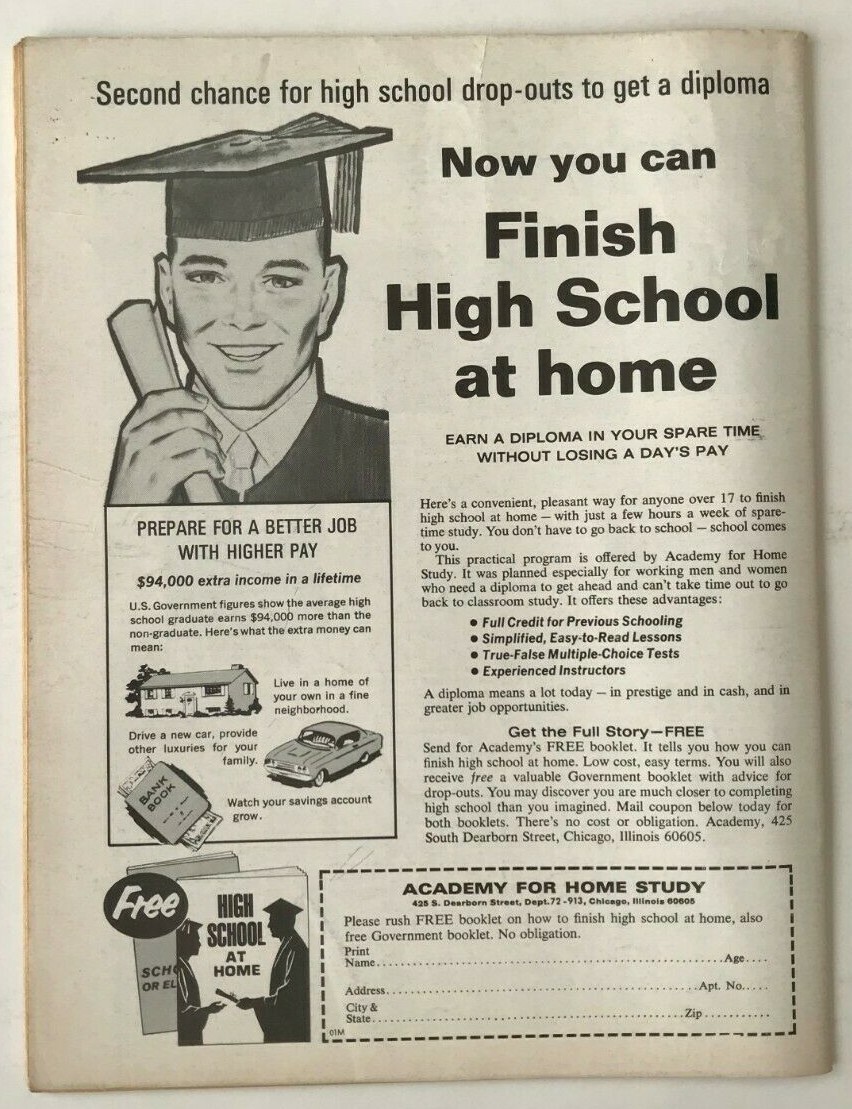 Second chance for high school drop-outs to get a diploma
Now you can
Finish
High School
at home
EARN A DIPLOMA IN YOUR SPARE TIME
WITHOUT LOSING A DAY'S PAY
PREPARE FOR A BETTER JOB
WITH HIGHER PAY
$94,000 extra income in a lifetime
U.S. Government figures show the average high
school graduate earns $94,000 more than the
non-graduate. Here's what the extra money can
mean:
Live in a home of
your own in a fine
neighborhood.
Drive a new car, provide
other luxuries for your
family.
BANK
BOOK
Watch your savings account
grow.
Here's a convenient, pleasant way for anyone over 17 to finish
high school at home — with just a few hours a week of spare-
time study. You don't have to go back to school — school comes
to you.
This practical program is offered by Academy for Home
Study. It was planned especially for working men and women
who need a diploma to get ahead and can't take time out to go
back to classroom study. It offers these advantages:
● Full Credit for Previous Schooling
● Simplified, Easy-to-Read Lessons
● True-False Multiple-Choice Tests
● Experienced Instructors
A diploma means a lot today — in prestige and in cash, and in
greater job opportunities.
Get the Full Story—FREE
Send for Academy's FREE booklet. It tells you how you can
finish high school at home. Low cost, easy terms. You will also
receive free a valuable Government booklet with advice for
drop-outs. You may discover you are much closer to completing
high school than you imagined. Mail coupon below today for
both booklets. There's no cost or obligation. Academy, 425
South Dearborn Street, Chicago, Illinois 60605.
Free
SCHO
OR EL
HIGH
SCHOOL
AT
HOME
ACADEMY FOR HOME STUDY
425 S. Dearborn Street, Dept.72-913, Chicago, Illinois 60605
Please rush FREE booklet on how to finish high school at home, also
free Government booklet. No obligation.
Print
Name.......... Age....
Address.......... Apt. No.....
City &
State.......... Zip..........
01M